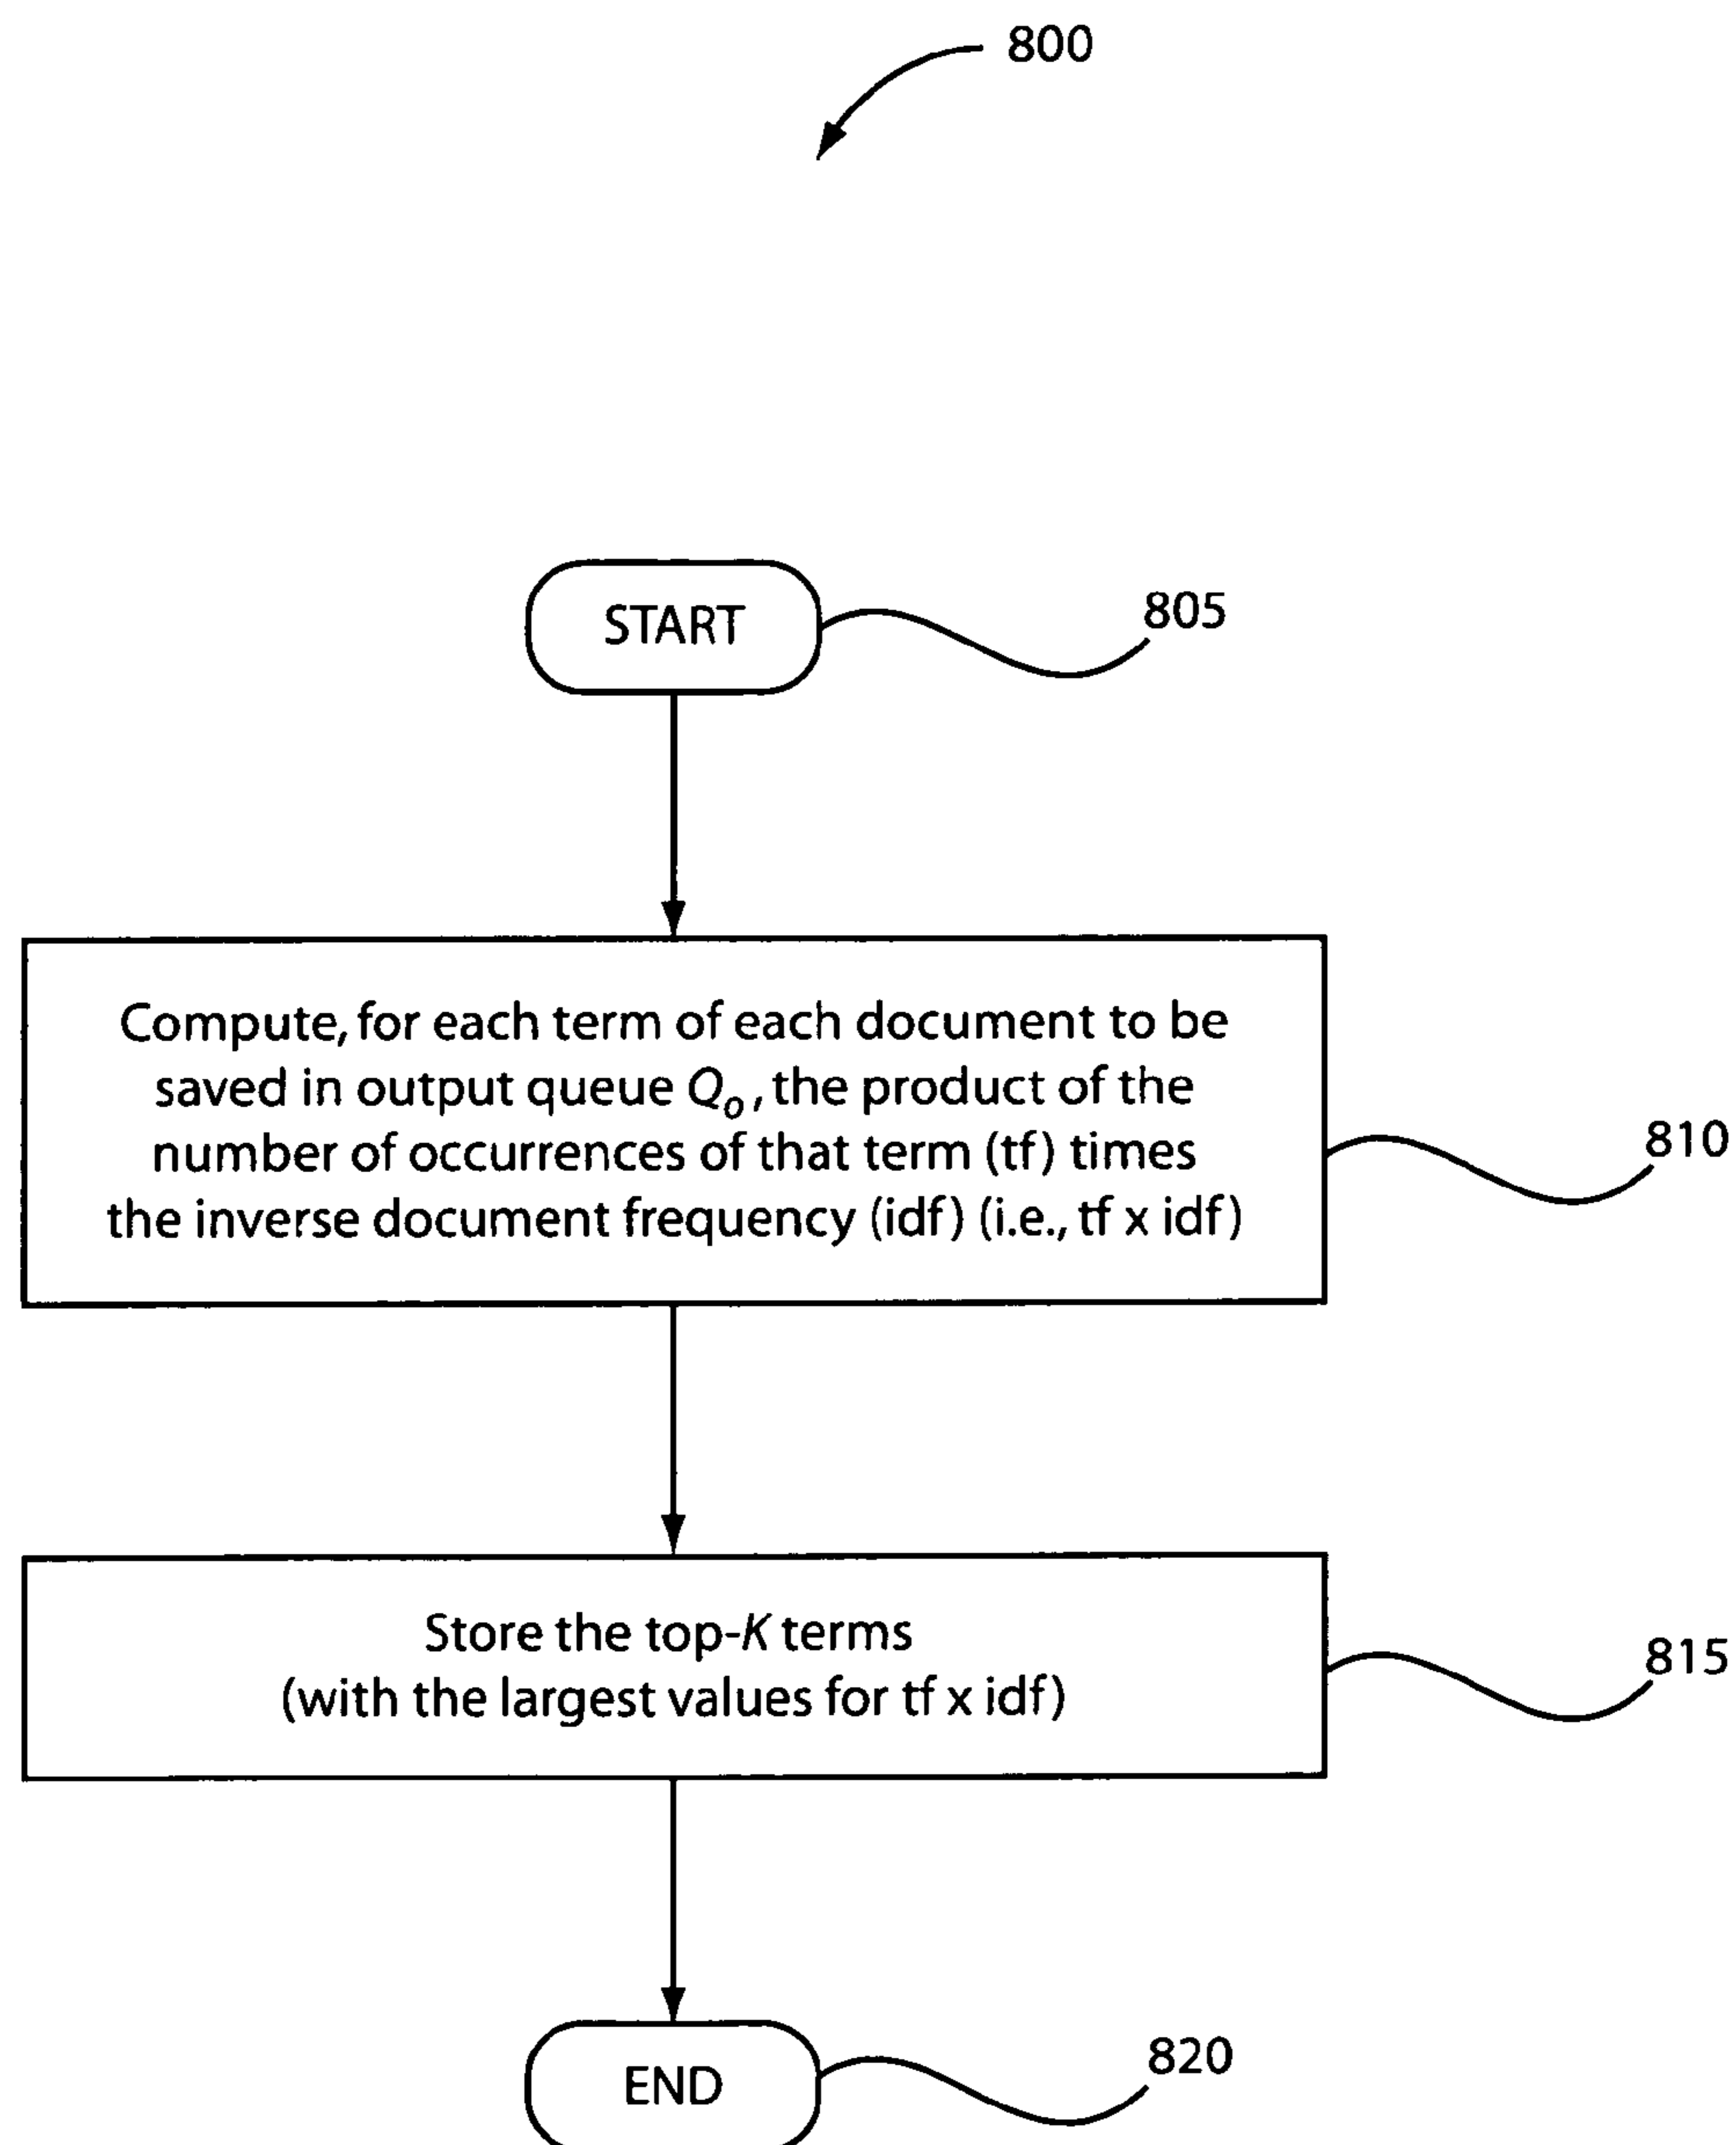 800
START
805
Compute, for each term of each document to be
saved in output queue Qo, the product of the
number of occurrences of that term (tf) times
the inverse document frequency (idf) (i.e., tf x idf)
810
Store the top-K terms
(with the largest values for tf x idf)
815
END
820